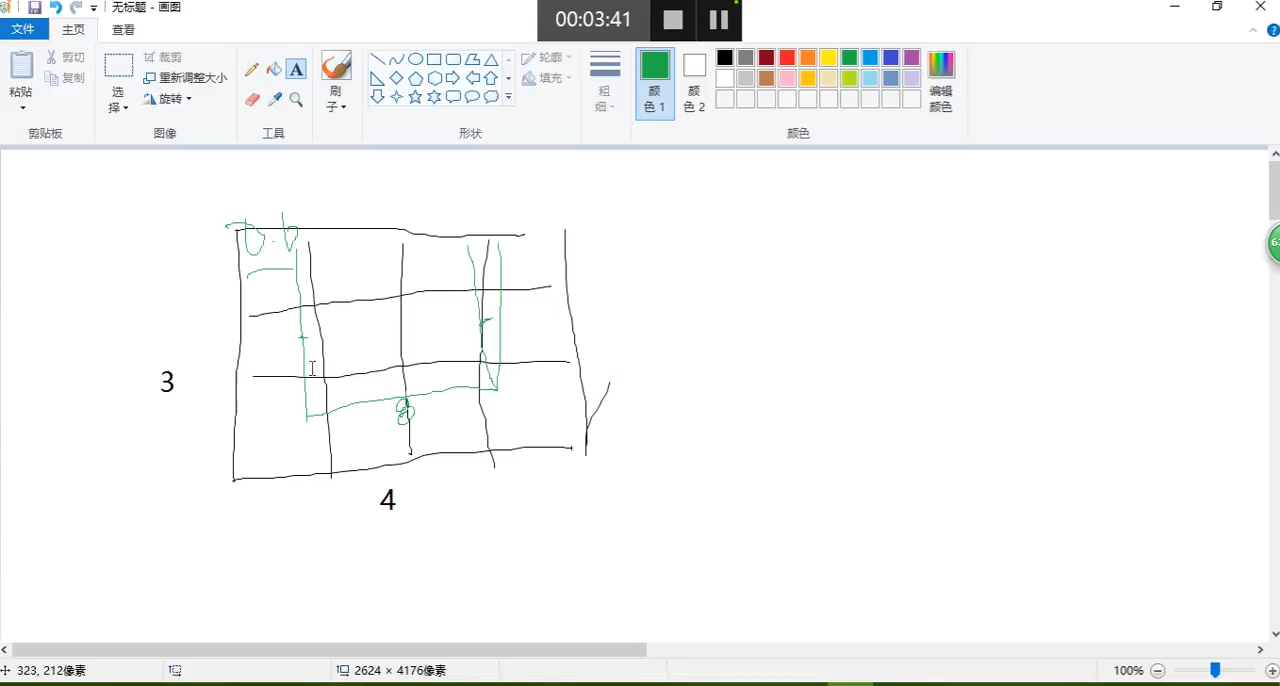 无标题 - 画图
00:03:41
文件 主页 查看
粘贴 剪切 复制
选择 裁剪 重新调整大小 旋转
A
刷子
轮廓 填充
粗细
颜色 1 颜色 2
编辑颜色
剪贴板 图像 工具 形状 颜色
3
4
323, 212像素 2624 × 4176像素 100%